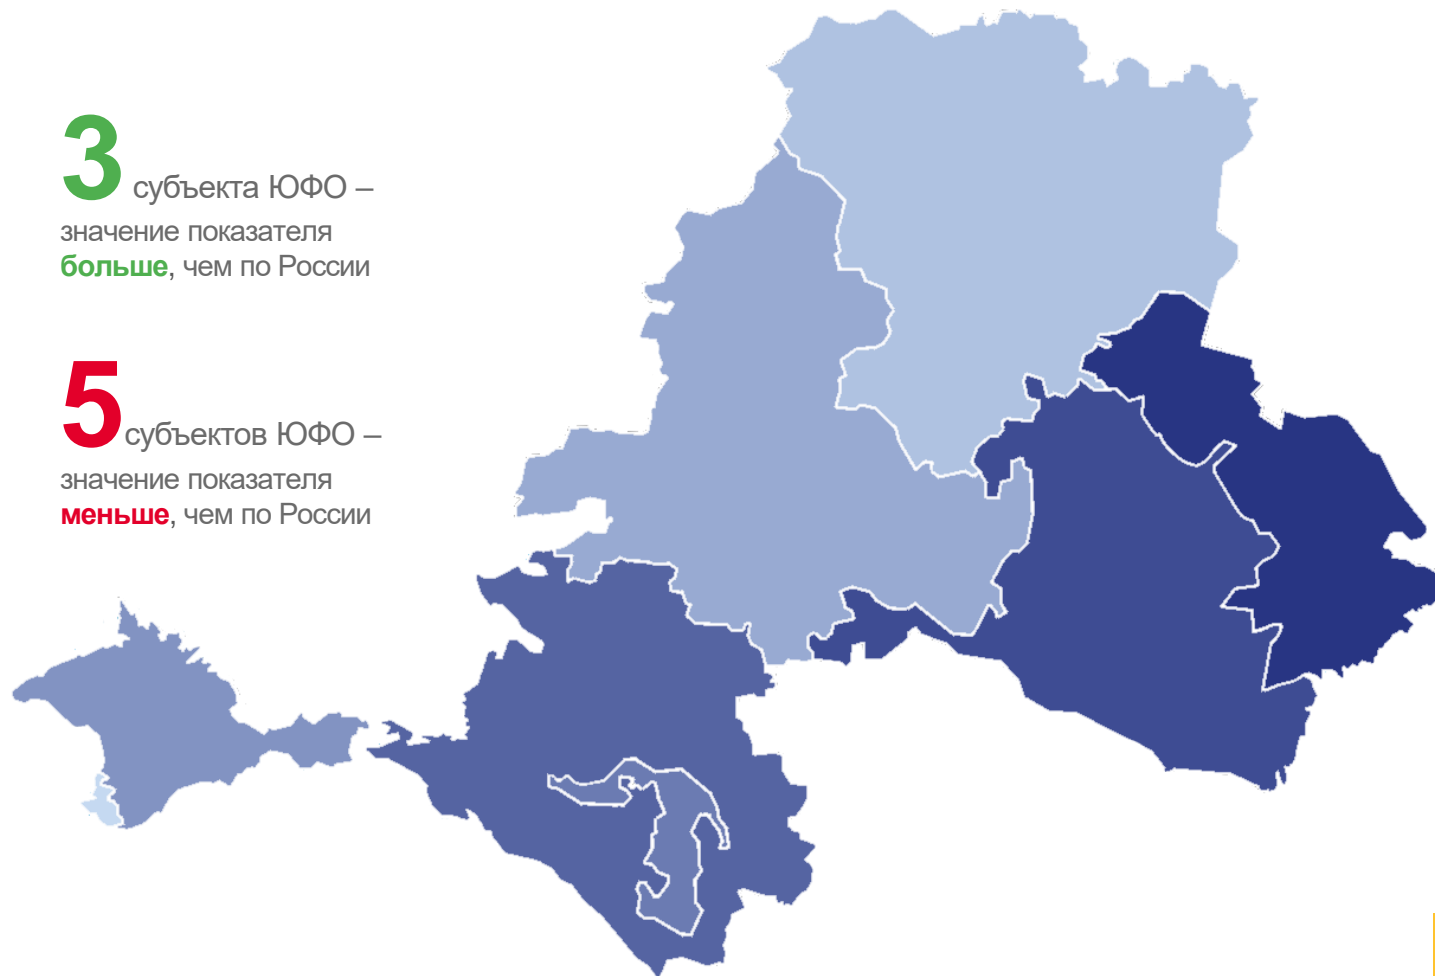 3 субъекта ЮФО –
значение показателя
больше, чем по России
5 субъектов ЮФО –
значение показателя
меньше, чем по России